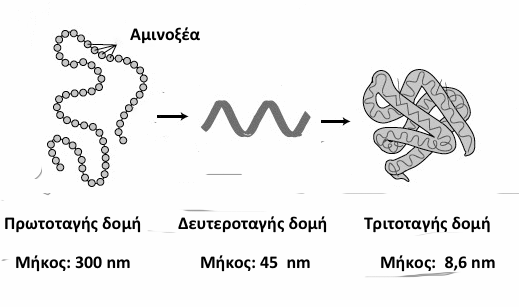 Αμινοξέα
Πρωτοταγής δομή
Δευτεροταγής δομή
Τριτοταγής δομή
Μήκος: 300 nm
Μήκος: 45 nm
Μήκος: 8,6 nm